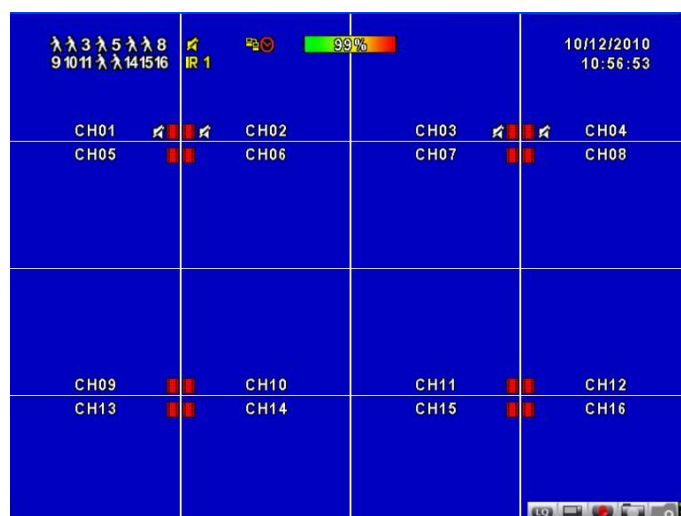 3 5 8
9 10 11 14 15 16
IR 1
99%
10/12/2010
10:56:53
CH01 CH02 CH03 CH04
CH05 CH06 CH07 CH08
CH09 CH10 CH11 CH12
CH13 CH14 CH15 CH16
LQ